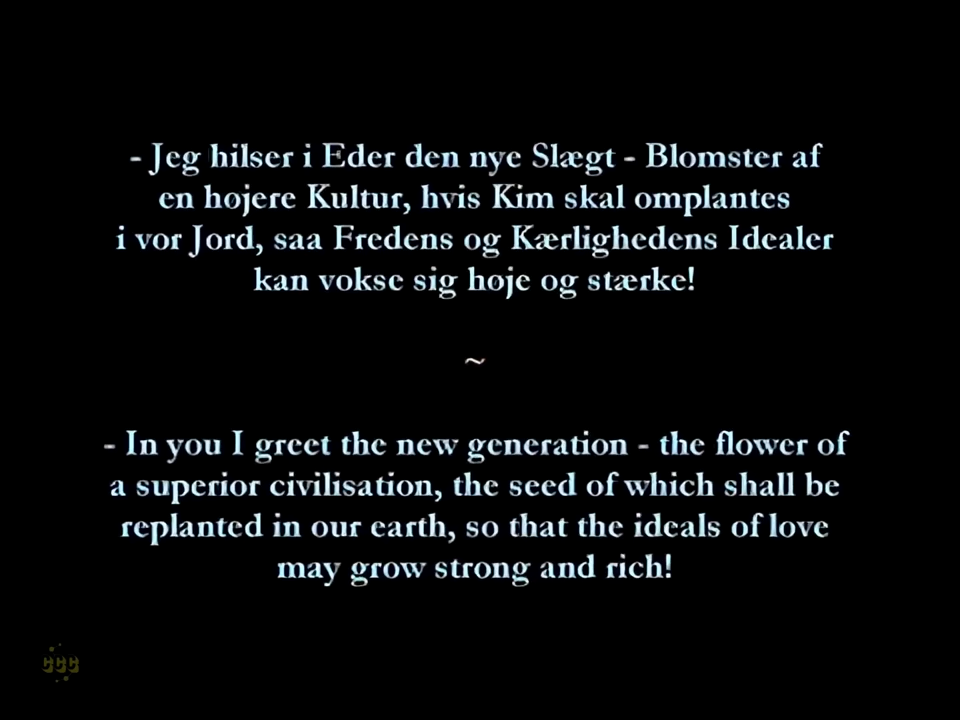 - Jeg hilser i Eder den nye Slægt - Blomster af
en højere Kultur, hvis Kim skal omplantes
i vor Jord, saa Fredens og Kærlighedens Idealer
kan vokse sig høje og stærke!
~
- In you I greet the new generation - the flower of
a superior civilisation, the seed of which shall be
replanted in our earth, so that the ideals of love
may grow strong and rich!
CCC